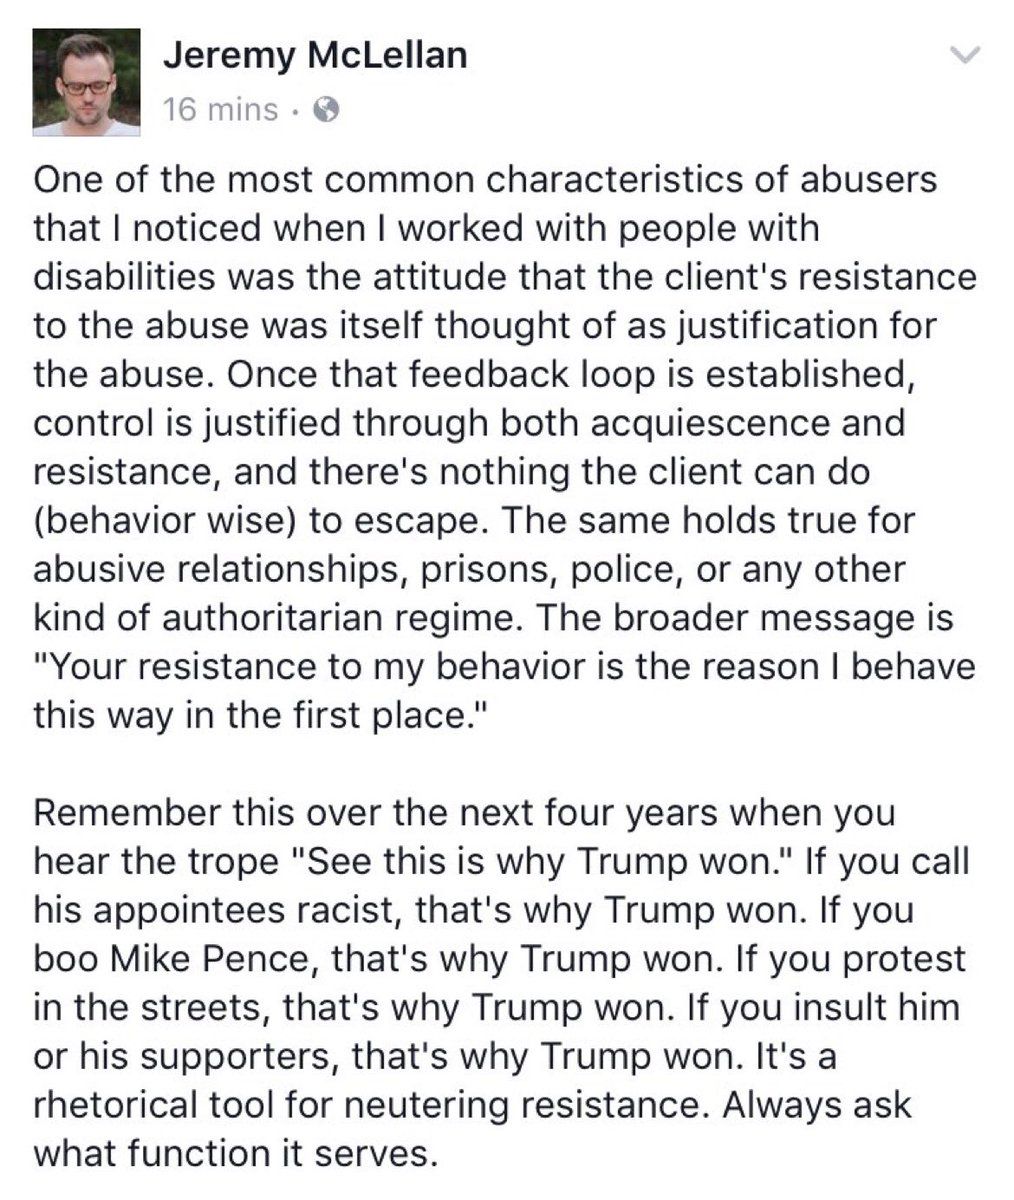 Jeremy McLellan
16 mins ·
One of the most common characteristics of abusers
that I noticed when I worked with people with
disabilities was the attitude that the client's resistance
to the abuse was itself thought of as justification for
the abuse. Once that feedback loop is established,
control is justified through both acquiescence and
resistance, and there's nothing the client can do
(behavior wise) to escape. The same holds true for
abusive relationships, prisons, police, or any other
kind of authoritarian regime. The broader message is
"Your resistance to my behavior is the reason I behave
this way in the first place."
Remember this over the next four years when you
hear the trope "See this is why Trump won." If you call
his appointees racist, that's why Trump won. If you
boo Mike Pence, that's why Trump won. If you protest
in the streets, that's why Trump won. If you insult him
or his supporters, that's why Trump won. It's a
rhetorical tool for neutering resistance. Always ask
what function it serves.